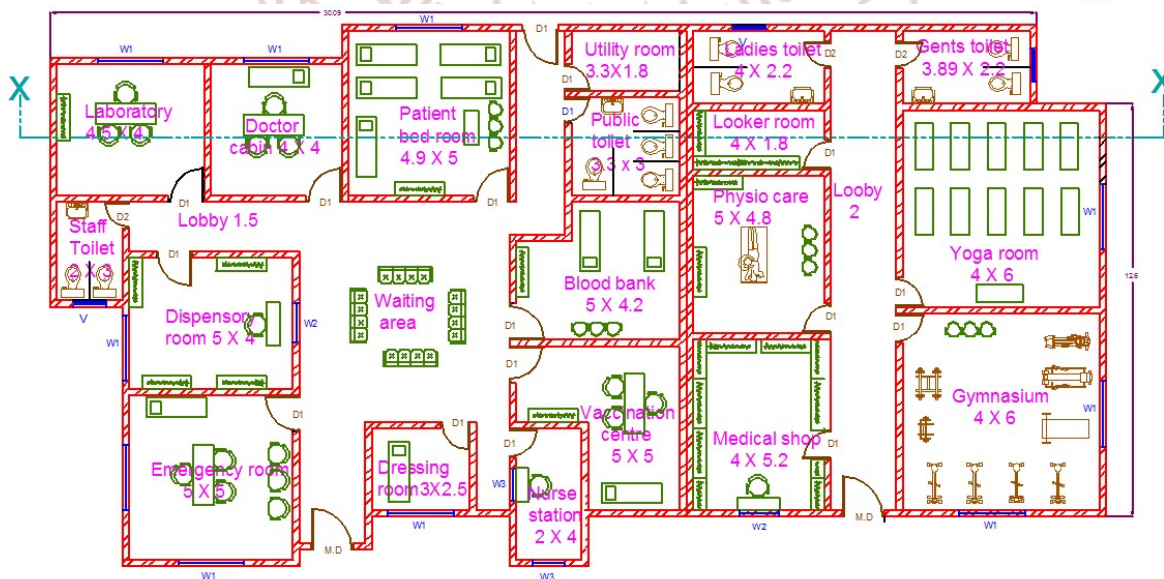 30.09
W1
W1
W1
D1
Utility room
3.3X1.8
Ladies toilet
4 X 2.2
Gents toilet
3.89 X 2.2
V
D1
D2
D2
X
X
Laboratory
4.5 X 4
Doctor
cabin 4 X 4
Patient
bed room
4.9 X 5
D1
Public
toilet
3.3 x 3
Looker room
4 X 1.8
D1
Looby
2
D1
D1
D1
Physio care
5 X 4.8
Staff
Toilet
2 X 3
D2
Lobby 1.5
D1
W1
Yoga room
4 X 6
12.6
Waiting
area
Blood bank
5 X 4.2
V
Dispensory
room 5 X 4
W1
W2
D1
D1
D1
D1
D1
Gymnasium
4 X 6
W1
D1
D1
D1
D1
Vaccination
centre
5 X 5
Medical shop
4 X 5.2
Emergency room
5 X 5
Dressing
room3X2.5
W3
Nurse
station
2 X 4
W1
M.D
W2
M.D
W1
W1
W3